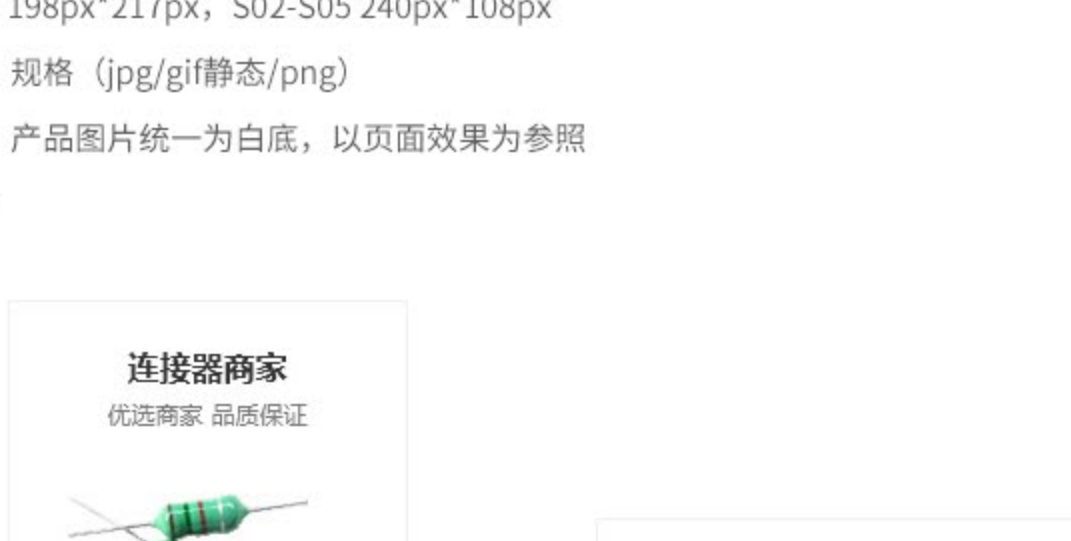 198px*217px，S02-S05 240px*108px
规格（jpg/gif静态/png）
产品图片统一为白底，以页面效果为参照
连接器商家
优选商家 品质保证